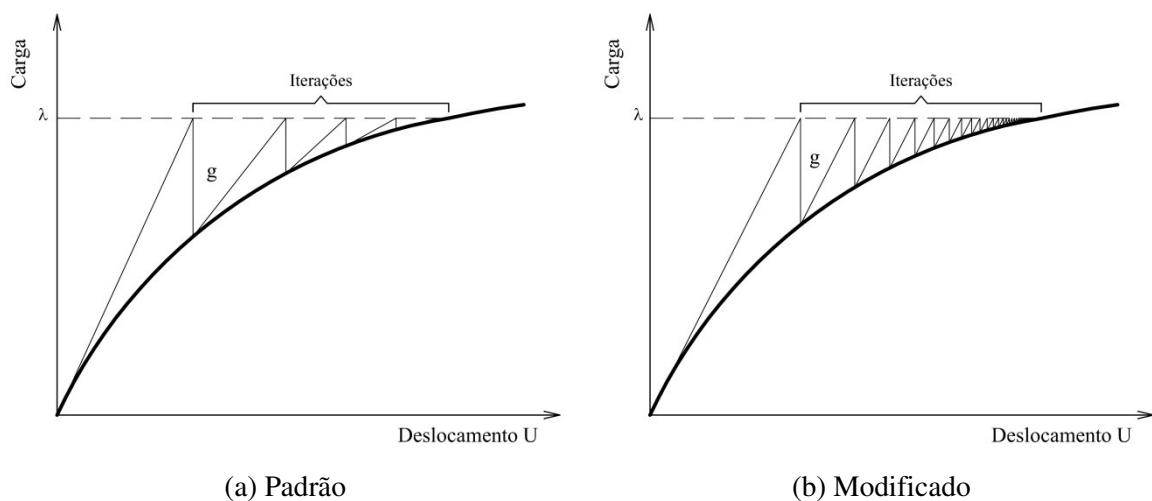 Carga
Iterações
λ
g
Deslocamento U
(a) Padrão
Carga
Iterações
λ
g
Deslocamento U
(b) Modificado